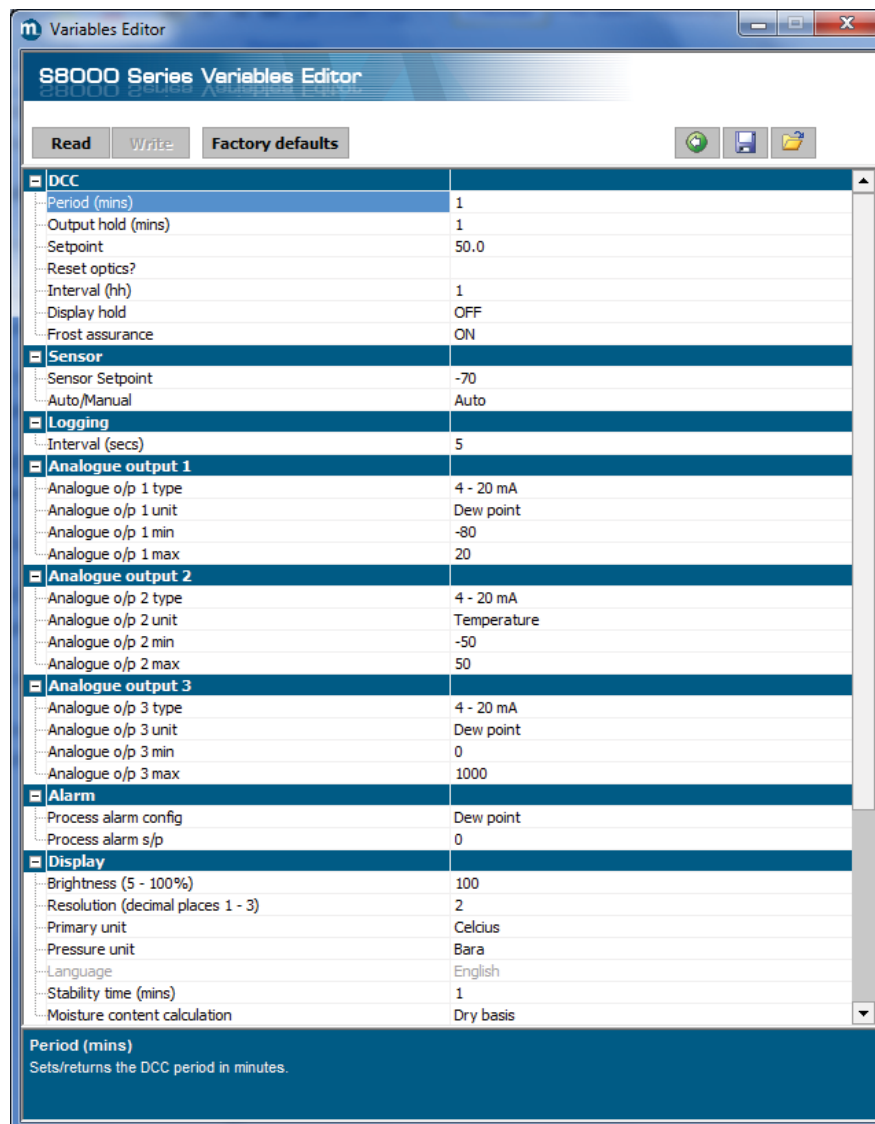 m Variables Editor
S8000 Series Variables Editor
Read Write Factory defaults
DCC
Period (mins) 1
Output hold (mins) 1
Setpoint 50.0
Reset optics?
Interval (hh) 1
Display hold OFF
Frost assurance ON
Sensor
Sensor Setpoint -70
Auto/Manual Auto
Logging
Interval (secs) 5
Analogue output 1
Analogue o/p 1 type 4 - 20 mA
Analogue o/p 1 unit Dew point
Analogue o/p 1 min -80
Analogue o/p 1 max 20
Analogue output 2
Analogue o/p 2 type 4 - 20 mA
Analogue o/p 2 unit Temperature
Analogue o/p 2 min -50
Analogue o/p 2 max 50
Analogue output 3
Analogue o/p 3 type 4 - 20 mA
Analogue o/p 3 unit Dew point
Analogue o/p 3 min 0
Analogue o/p 3 max 1000
Alarm
Process alarm config Dew point
Process alarm s/p 0
Display
Brightness (5 - 100%) 100
Resolution (decimal places 1 - 3) 2
Primary unit Celcius
Pressure unit Bara
Language English
Stability time (mins) 1
Moisture content calculation Dry basis
Period (mins)
Sets/returns the DCC period in minutes.